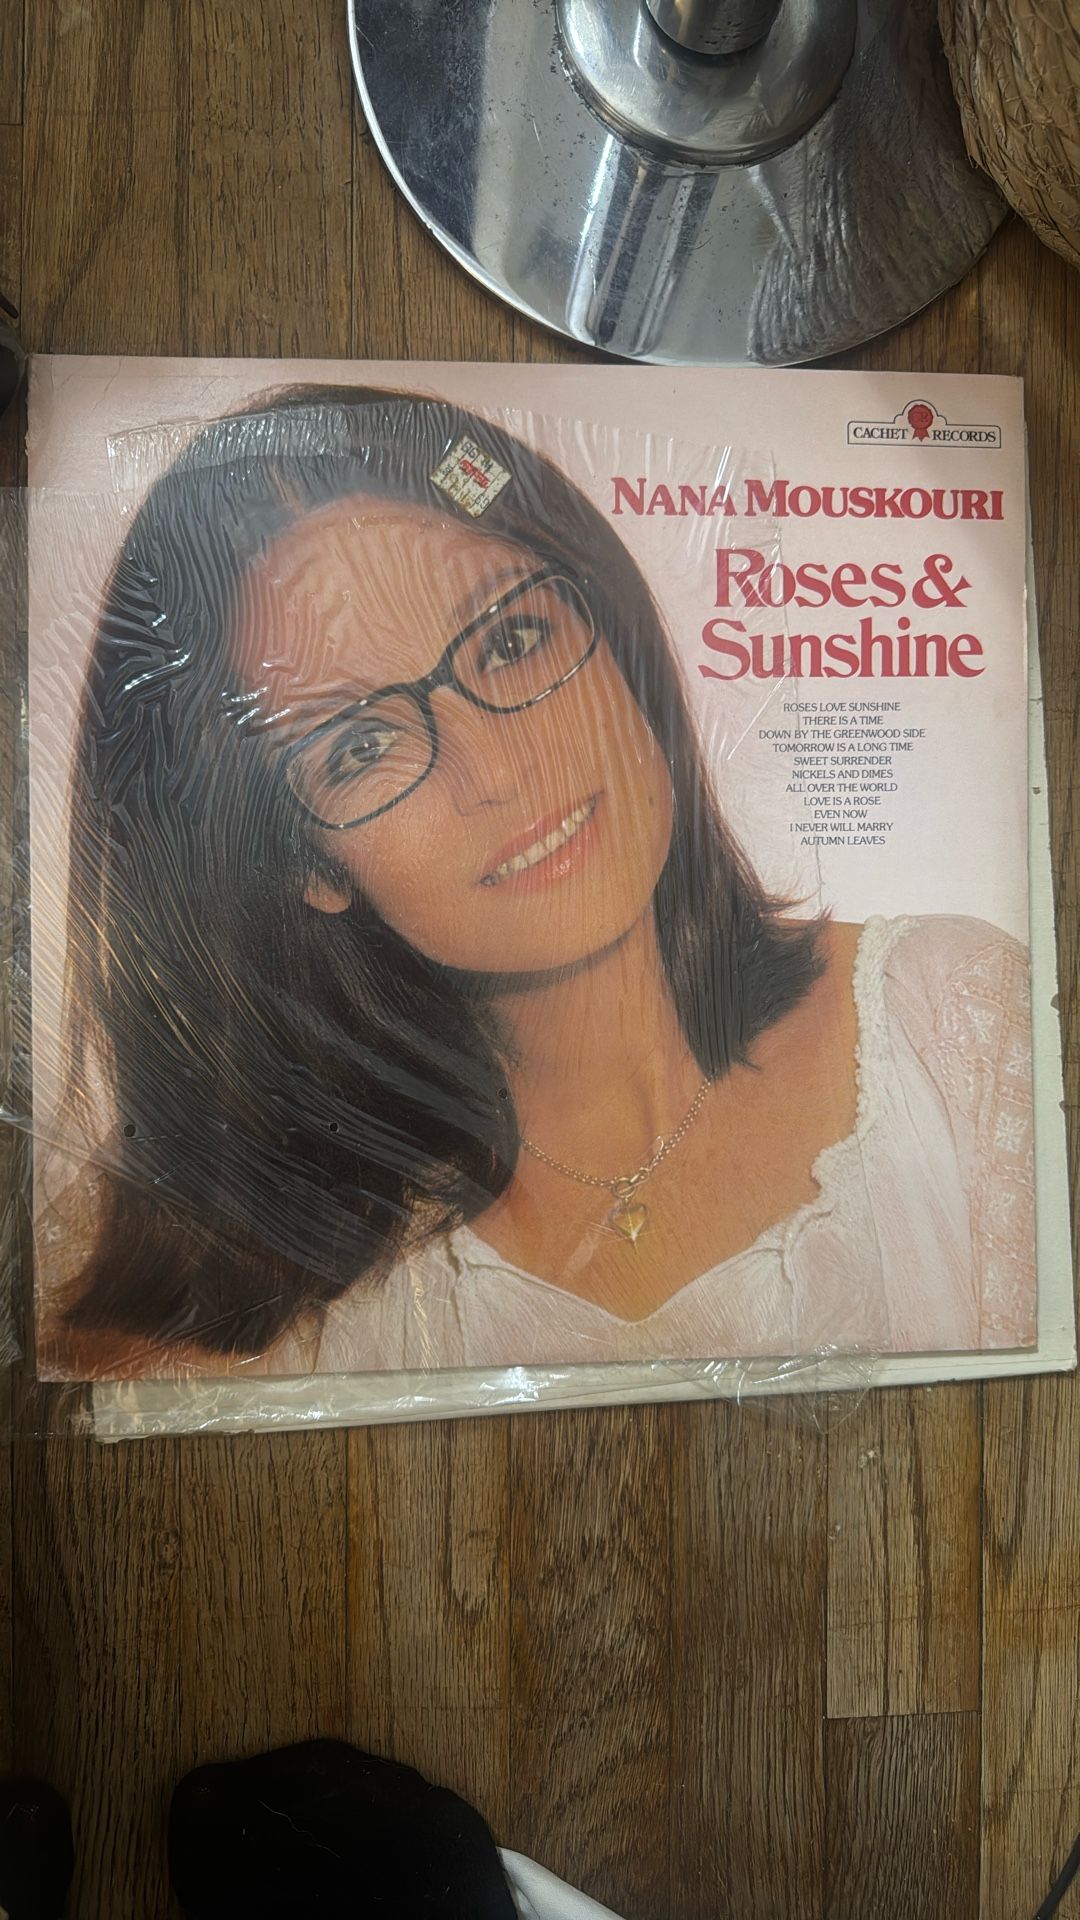 CACHET RECORDS
NANA MOUSKOURI
Roses &
Sunshine
ROSES LOVE SUNSHINE
THERE IS A TIME
DOWN BY THE GREENWOOD SIDE
TOMORROW IS A LONG TIME
SWEET SURRENDER
NICKELS AND DIMES
ALL OVER THE WORLD
LOVE IS A ROSE
EVEN NOW
I NEVER WILL MARRY
AUTUMN LEAVES